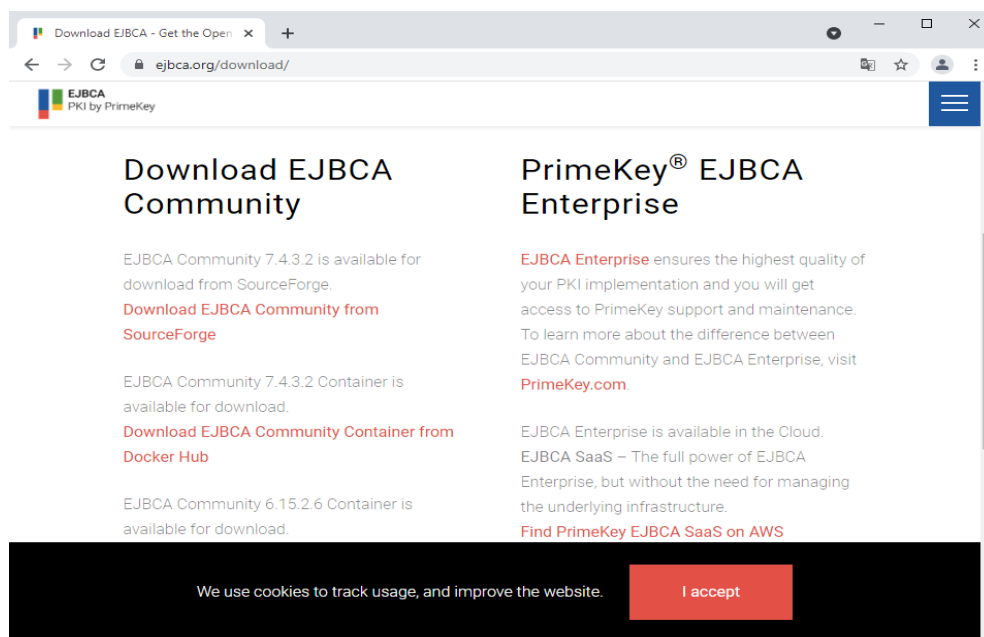 Download EJBCA - Get the Open
ejbca.org/download/
EJBCA
PKI by PrimeKey
Download EJBCA
Community
EJBCA Community 7.4.3.2 is available for
download from SourceForge.
Download EJBCA Community from
SourceForge
EJBCA Community 7.4.3.2 Container is
available for download.
Download EJBCA Community Container from
Docker Hub
EJBCA Community 6.15.2.6 Container is
available for download.
PrimeKey® EJBCA
Enterprise
EJBCA Enterprise ensures the highest quality of
your PKI implementation and you will get
access to PrimeKey support and maintenance.
To learn more about the difference between
EJBCA Community and EJBCA Enterprise, visit
PrimeKey.com.
EJBCA Enterprise is available in the Cloud.
EJBCA SaaS – The full power of EJBCA
Enterprise, but without the need for managing
the underlying infrastructure.
Find PrimeKey EJBCA SaaS on AWS
We use cookies to track usage, and improve the website.
I accept